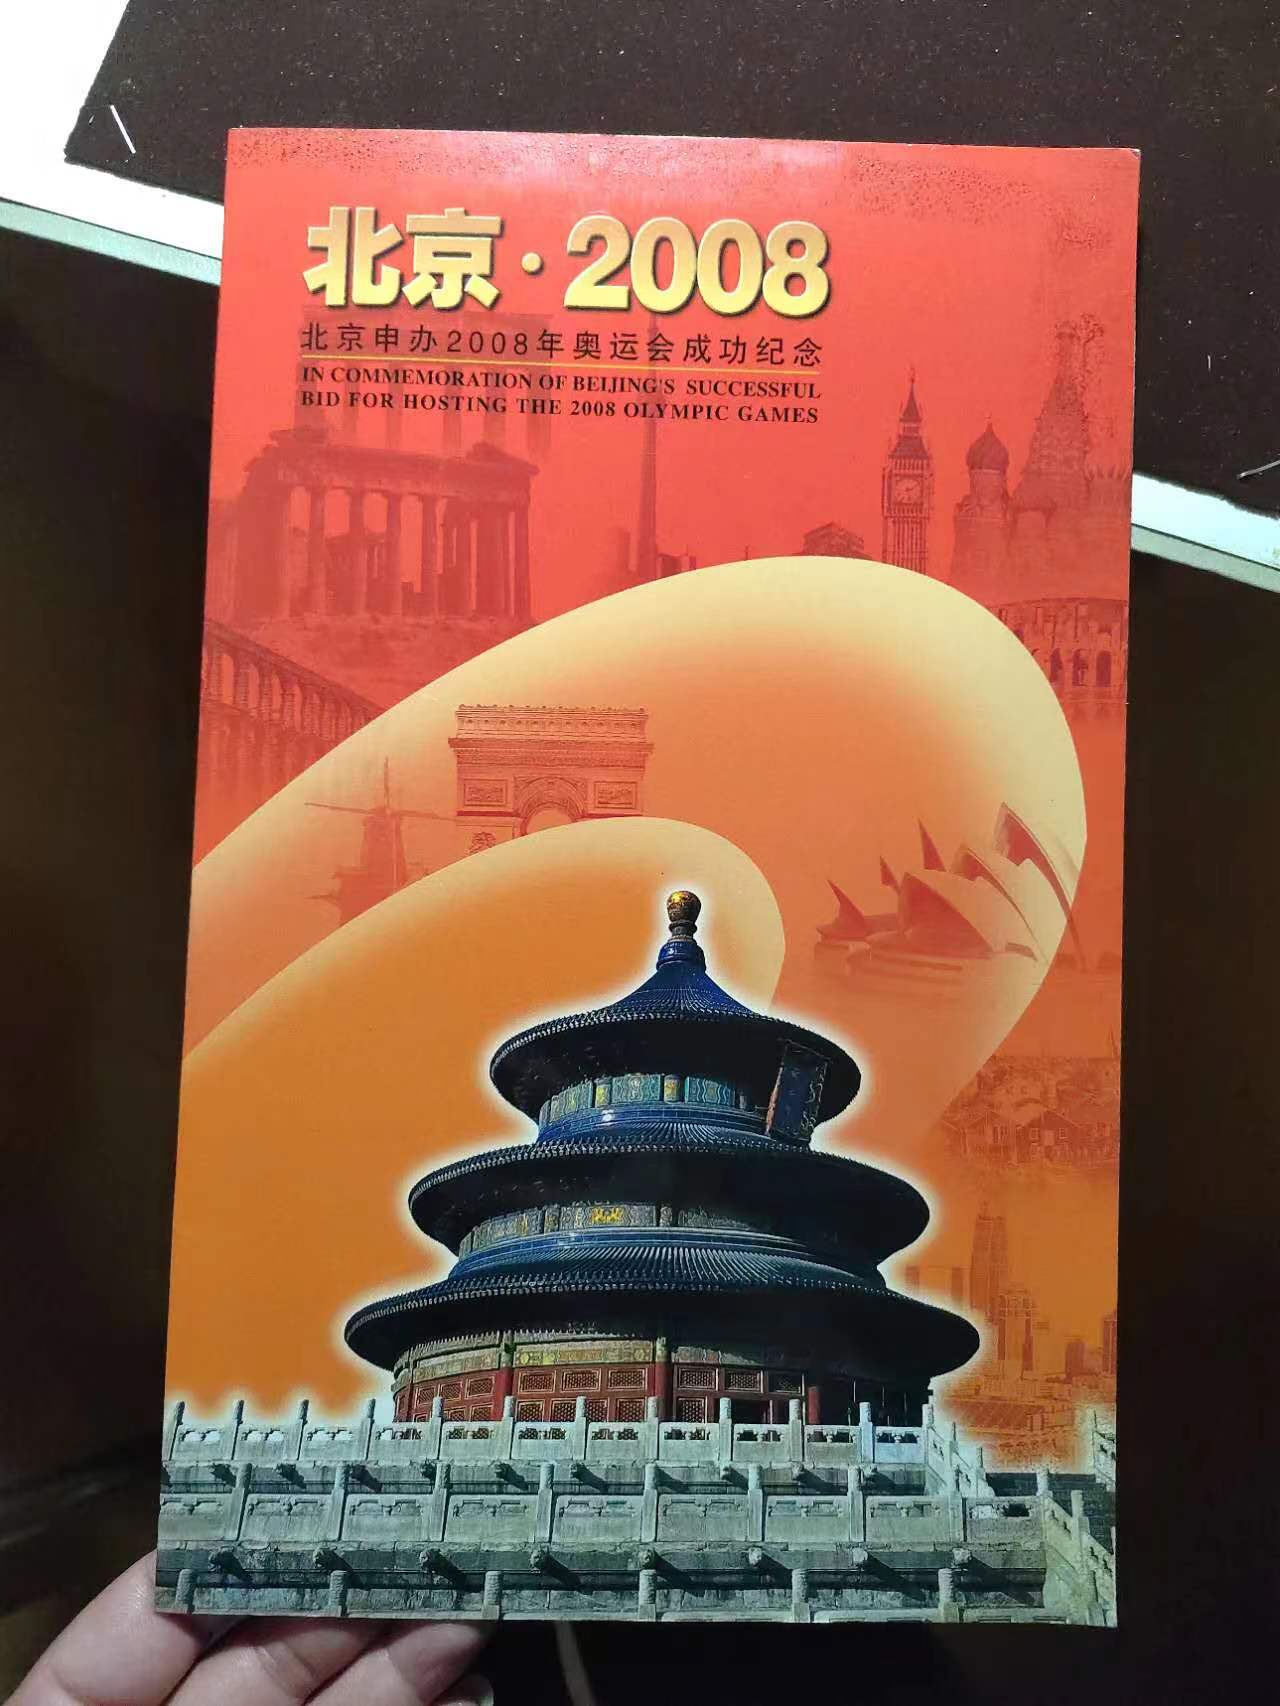 北京·2008
北京申办2008年奥运会成功纪念
IN COMMEMORATION OF BEIJING'S SUCCESSFUL
BID FOR HOSTING THE 2008 OLYMPIC GAMES